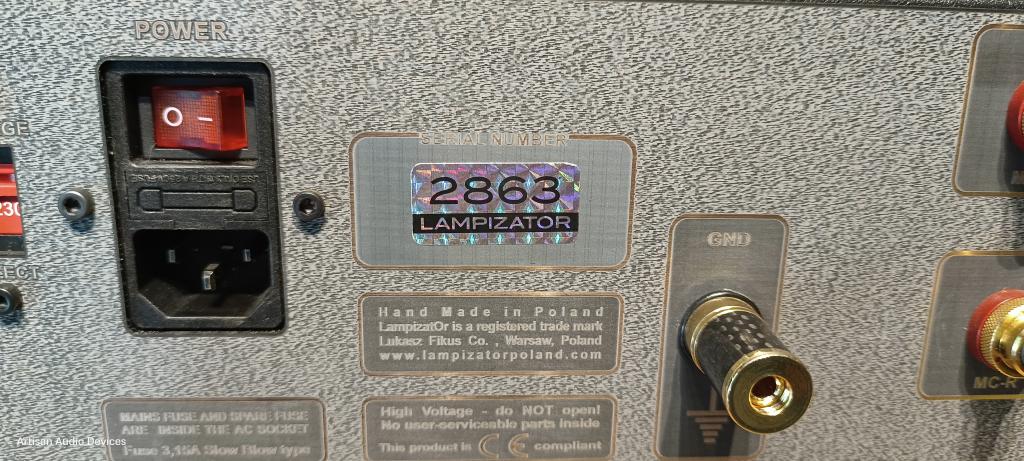 POWER
GE
230
ECT
SERIAL NUMBER
2863
LAMPIZATOR
Hand Made in Poland
LampizatOr is a registered trade mark
Lukasz Fikus Co. , Warsaw, Poland
www.lampizatorpoland.com
MAINS FUSE AND SPARE FUSE
ARE INSIDE THE AC SOCKET
Fuse 3,15A Slow Blow type
High Voltage - do NOT open!
No user-serviceable parts inside
This product is CE compliant
GND
MC-R
Artisan Audio Devices